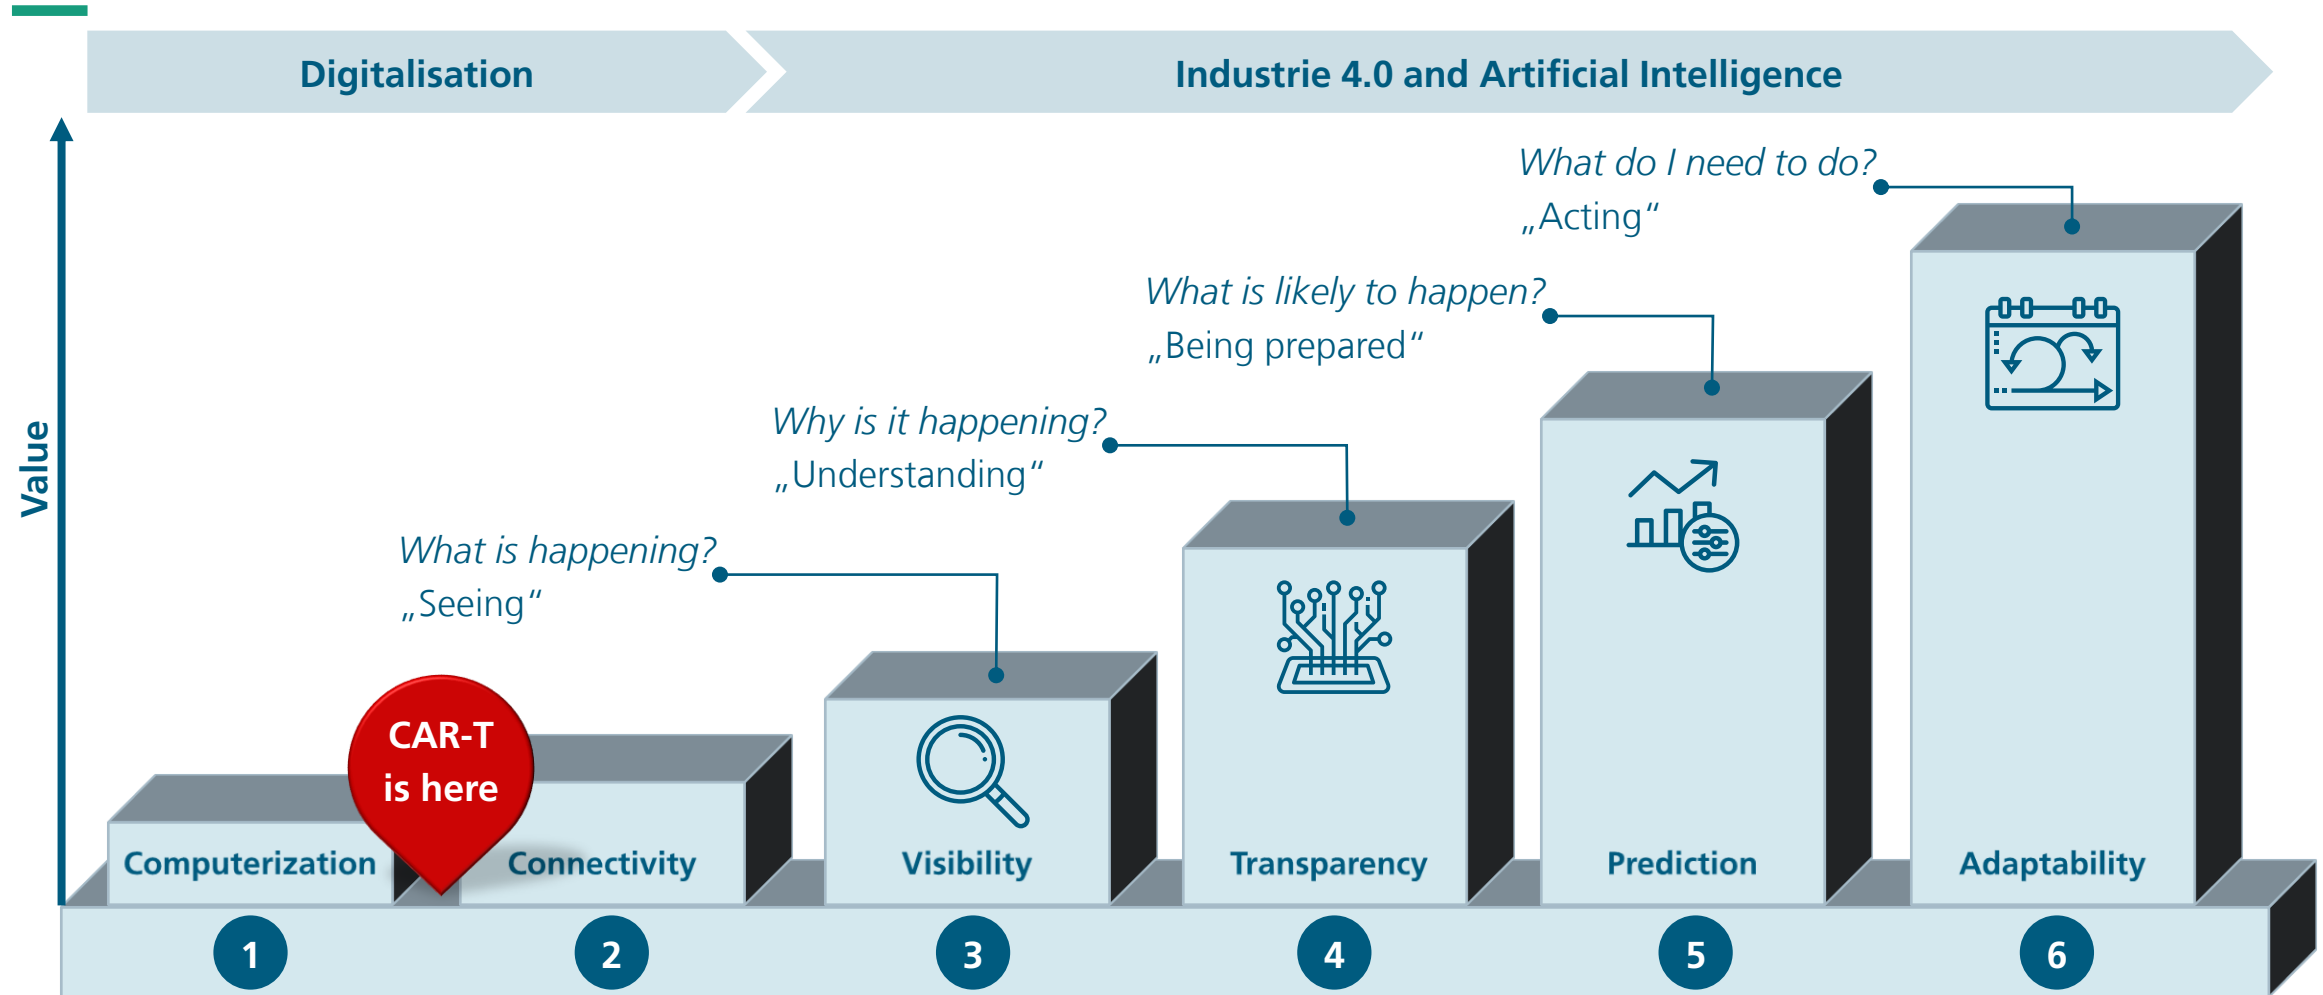 Digitalisation
Industrie 4.0 and Artificial Intelligence
Value
What do I need to do?
„Acting“
What is likely to happen?
„Being prepared“
Why is it happening?
„Understanding“
What is happening?
„Seeing“
CAR-T
is here
Computerization
Connectivity
Visibility
Transparency
Prediction
Adaptability
1
2
3
4
5
6